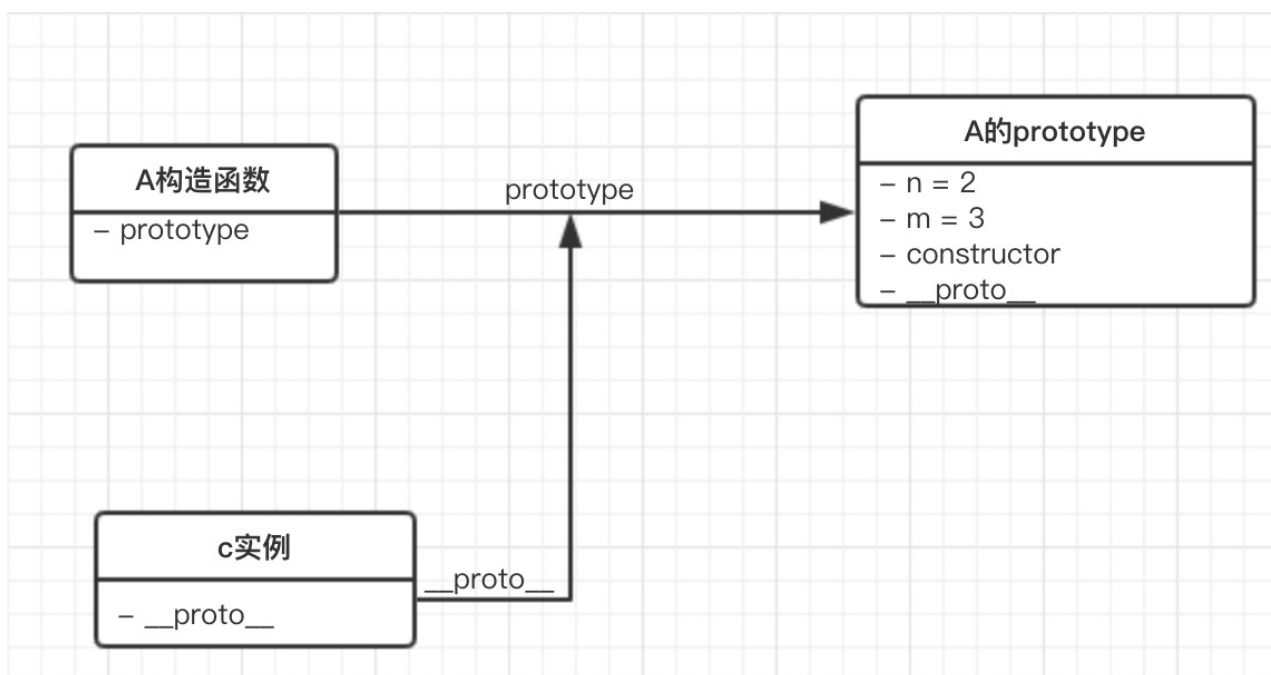 A构造函数
– prototype
prototype
A的prototype
– n = 2
– m = 3
– constructor
– __proto__
c实例
– __proto__
__proto__